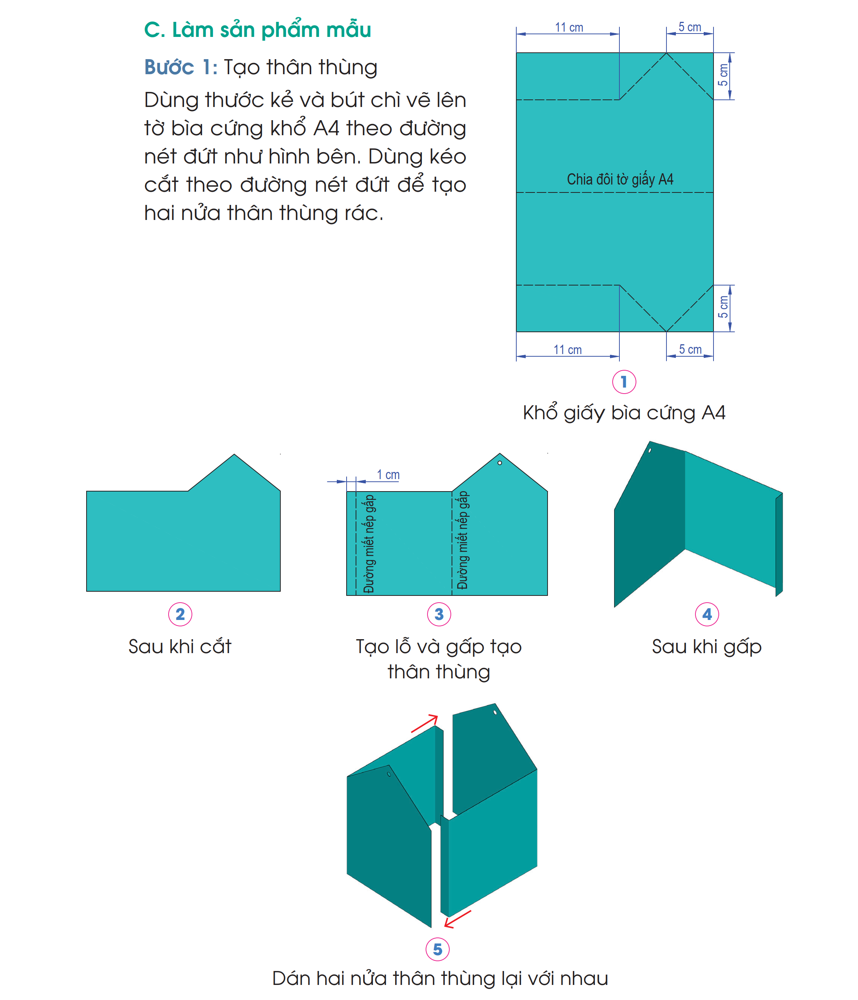 C. Làm sản phẩm mẫu
Bước 1: Tạo thân thùng
Dùng thước kẻ và bút chì vẽ lên
tờ bìa cứng khổ A4 theo đường
nét đứt như hình bên. Dùng kéo
cắt theo đường nét đứt để tạo
hai nửa thân thùng rác.
11 cm
5 cm
5 cm
Chia đôi tờ giấy A4
5 cm
11 cm
5 cm
1
Khổ giấy bìa cứng A4
1 cm
Đường miết nếp gấp
Đường miết nếp gấp
2
Sau khi cắt
3
Tạo lỗ và gấp tạo
thân thùng
4
Sau khi gấp
5
Dán hai nửa thân thùng lại với nhau